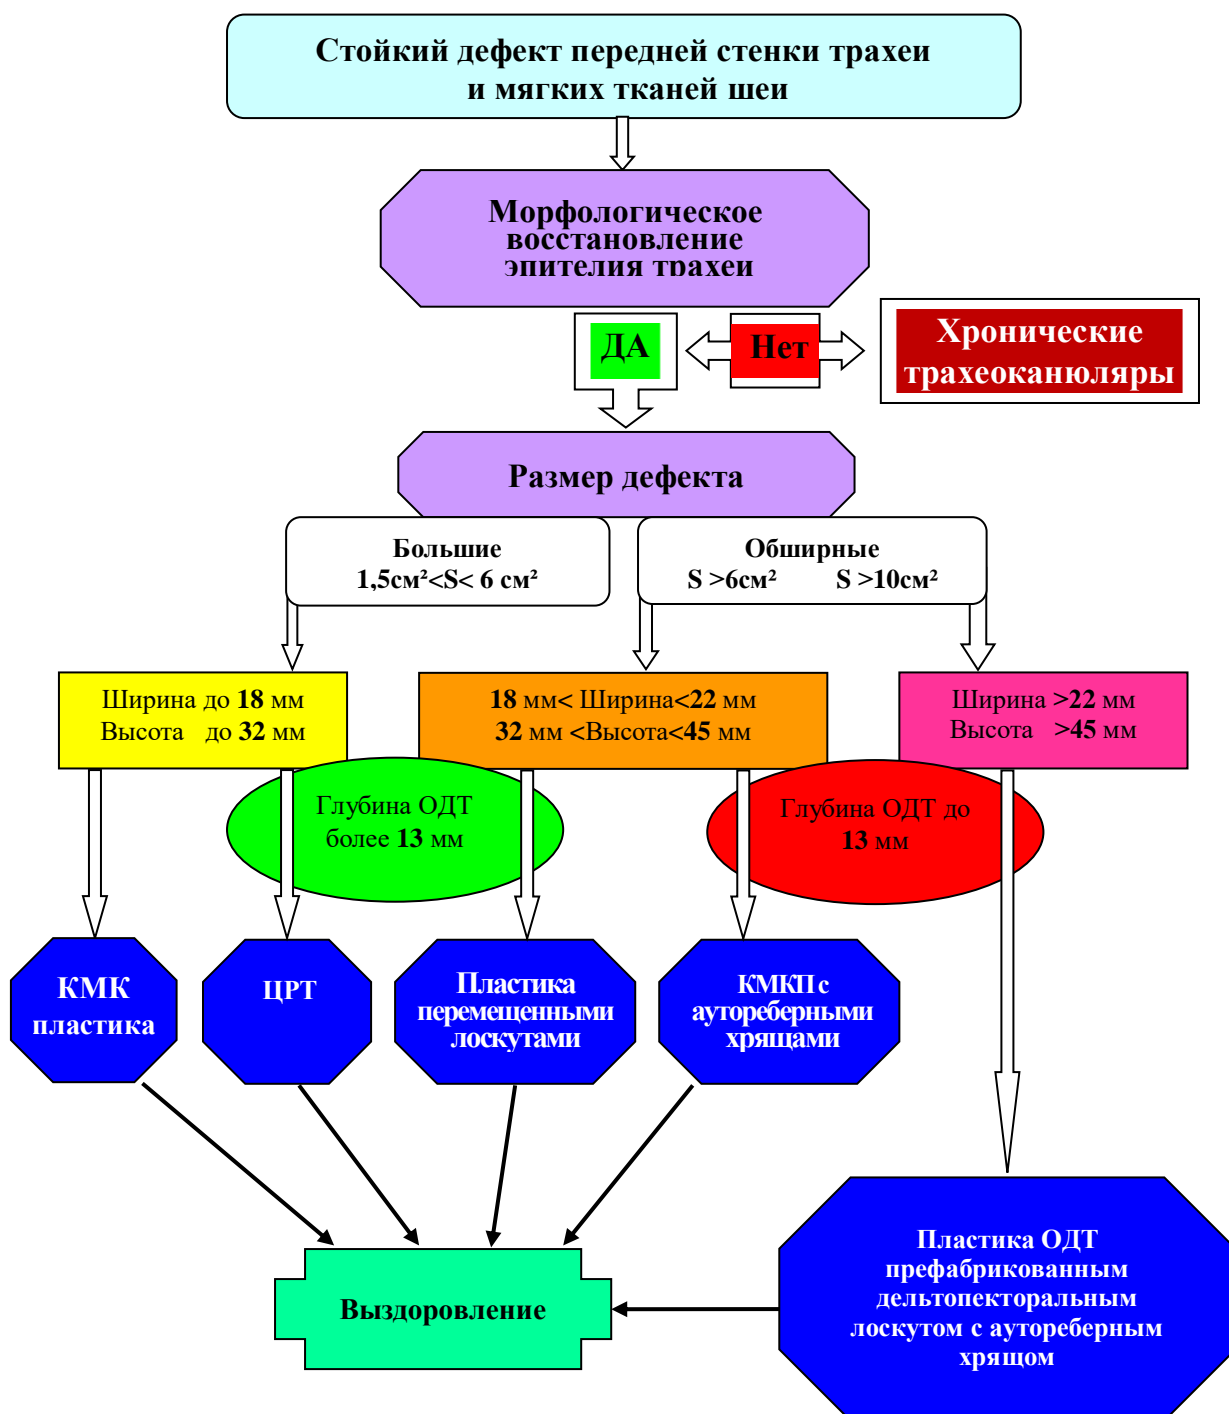 Стойкий дефект передней стенки трахеи
и мягких тканей шеи
Морфологическое
восстановление
эпителия трахеи
ДА
Нет
Хронические
трахеоканюляры
Размер дефекта
Большие
1,5см²<S< 6 см²
Обширные
S >6см² S >10см²
Ширина до 18 мм
Высота до 32 мм
18 мм< Ширина<22 мм
32 мм <Высота<45 мм
Ширина >22 мм
Высота >45 мм
Глубина ОДТ
более 13 мм
Глубина ОДТ до
13 мм
КМК
пластика
ЦРТ
Пластика
перемещенными
лоскутами
КМКП с
аутореберными
хрящами
Выздоровление
Пластика ОДТ
префабрикованным
дельтопекторальным
лоскутом с аутореберным
хрящом